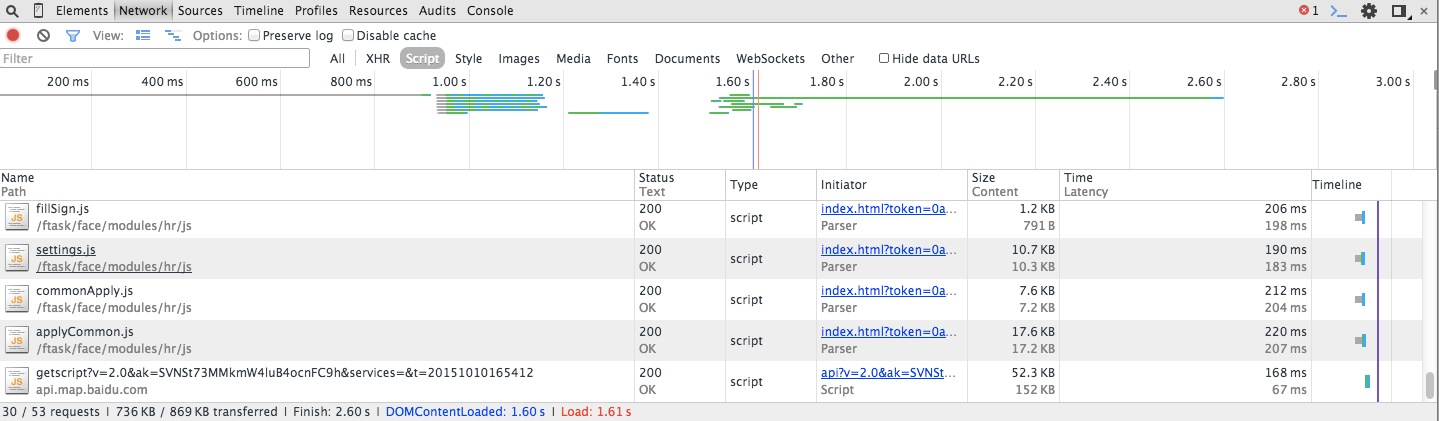 Elements Network Sources Timeline Profiles Resources Audits Console 1
View: Options: Preserve log Disable cache
Filter All XHR Script Style Images Media Fonts Documents WebSockets Other Hide data URLs
200 ms 400 ms 600 ms 800 ms 1.00 s 1.20 s 1.40 s 1.60 s 1.80 s 2.00 s 2.20 s 2.40 s 2.60 s 2.80 s 3.00 s
Name Status Type Initiator Size Time Timeline
Path Text Content Latency
fillSign.js 200 script index.html?token=0a… 1.2 KB 206 ms
/ftask/face/modules/hr/js OK Parser 791 B 198 ms
settings.js 200 script index.html?token=0a… 10.7 KB 190 ms
/ftask/face/modules/hr/js OK Parser 10.3 KB 183 ms
commonApply.js 200 script index.html?token=0a… 7.6 KB 212 ms
/ftask/face/modules/hr/js OK Parser 7.2 KB 204 ms
applyCommon.js 200 script index.html?token=0a… 17.6 KB 220 ms
/ftask/face/modules/hr/js OK Parser 17.2 KB 207 ms
getscript?v=2.0&ak=SVNSt73MMkmW4luB4ocnFC9h&services=&t=20151010165412 200 script api?v=2.0&ak=SVNSt… 52.3 KB 168 ms
api.map.baidu.com OK Script 152 KB 67 ms
30 / 53 requests | 736 KB / 869 KB transferred | Finish: 2.60 s | DOMContentLoaded: 1.60 s | Load: 1.61 s